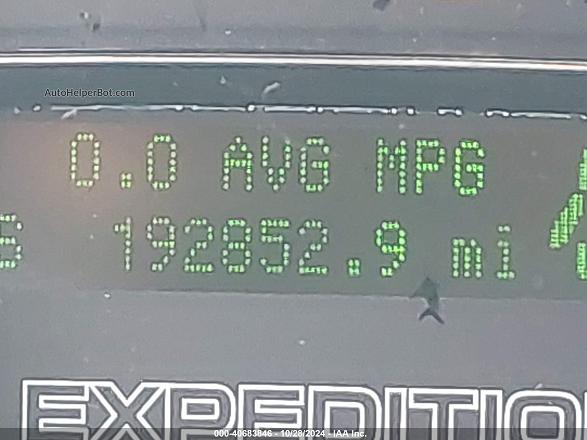 AutoHelperBot.com
0.0 AVG MPG
S 192852.9 mi
EXPEDITIO
000-40683846 - 10/28/2024 - IAA Inc.